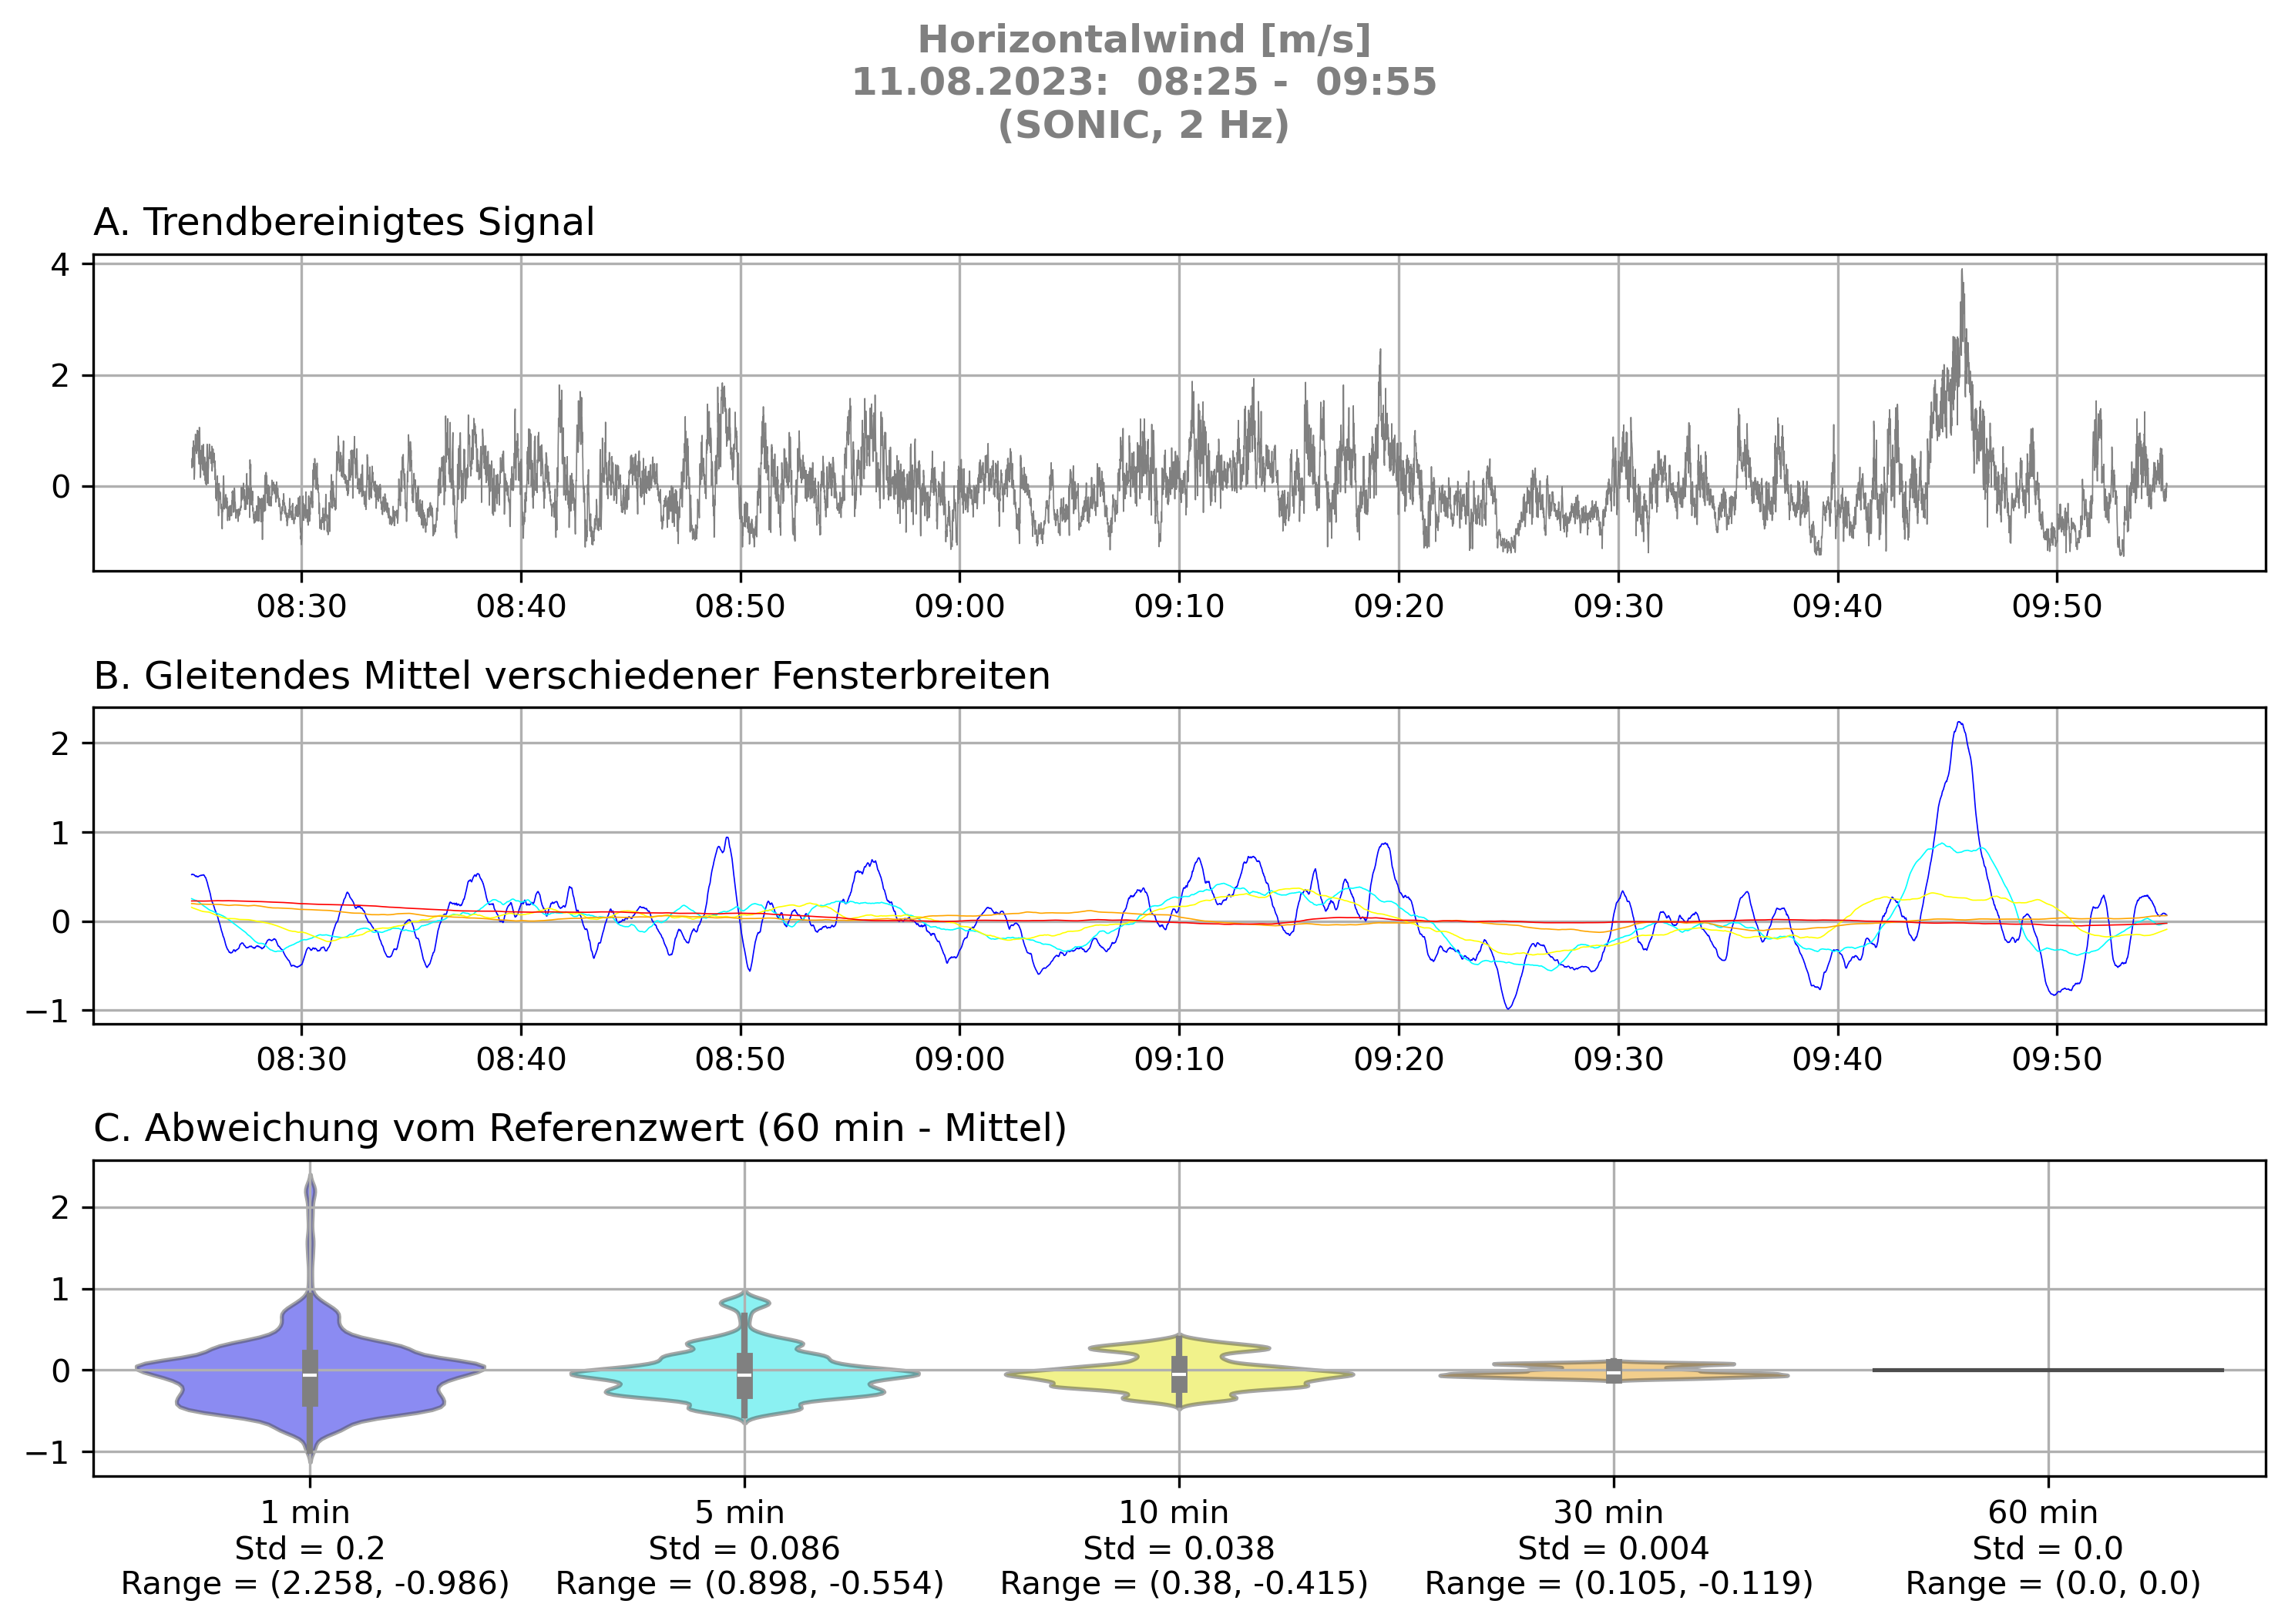 Horizontalwind [m/s]
11.08.2023:  08:25 -  09:55
(SONIC, 2 Hz)
A. Trendbereinigtes Signal
4
2
0
08:30 08:40 08:50 09:00 09:10 09:20 09:30 09:40 09:50
B. Gleitendes Mittel verschiedener Fensterbreiten
2
1
0
−1
08:30 08:40 08:50 09:00 09:10 09:20 09:30 09:40 09:50
C. Abweichung vom Referenzwert (60 min - Mittel)
2
1
0
−1
1 min 5 min 10 min 30 min 60 min
Std = 0.2 Std = 0.086 Std = 0.038 Std = 0.004 Std = 0.0
Range = (2.258, -0.986) Range = (0.898, -0.554) Range = (0.38, -0.415) Range = (0.105, -0.119) Range = (0.0, 0.0)